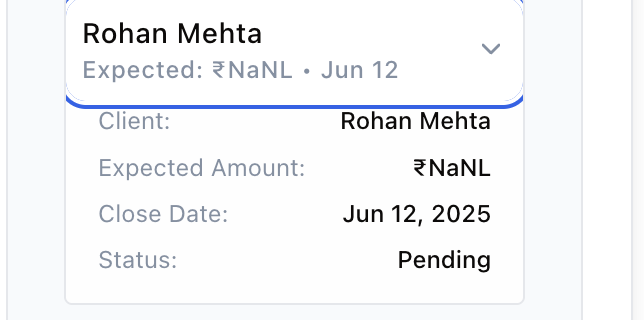 Rohan Mehta
Expected: ₹NaNL • Jun 12
Client: Rohan Mehta
Expected Amount: ₹NaNL
Close Date: Jun 12, 2025
Status: Pending